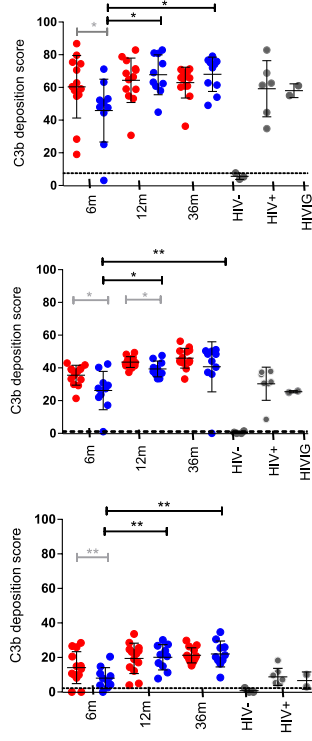 *
*
*
100
80
60
40
20
0
C3b deposition score
6m
12m
36m
HIV-
HIV+
HIVIG
**
*
*
*
100
80
60
40
20
0
C3b deposition score
6m
12m
36m
HIV-
HIV+
HIVIG
**
**
**
100
80
60
40
20
0
C3b deposition score
6m
12m
36m
HIV-
HIV+
HIVIG